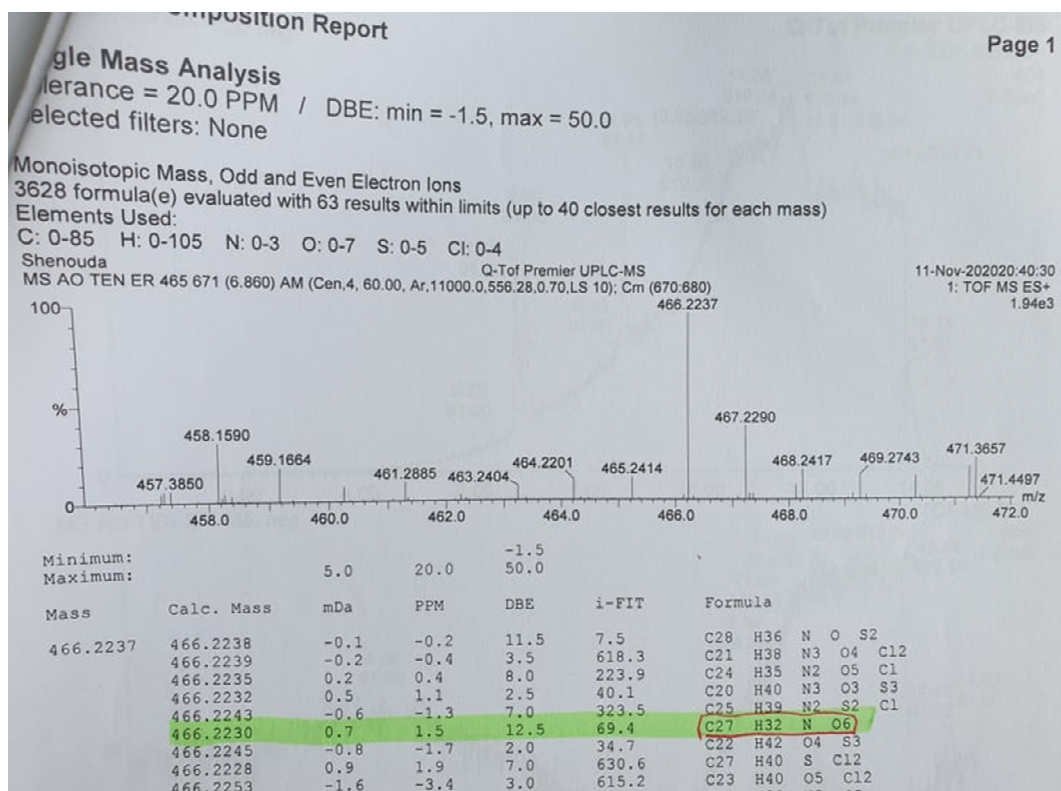 mposition Report
Page 1
gle Mass Analysis
lerance = 20.0 PPM / DBE: min = -1.5, max = 50.0
elected filters: None
Monoisotopic Mass, Odd and Even Electron Ions
3628 formula(e) evaluated with 63 results within limits (up to 40 closest results for each mass)
Elements Used:
C: 0-85 H: 0-105 N: 0-3 O: 0-7 S: 0-5 Cl: 0-4
Shenouda Q-Tof Premier UPLC-MS 11-Nov-202020:40:30
MS AO TEN ER 465 671 (6.860) AM (Cen,4, 60.00, Ar,11000.0,556.28,0.70,LS 10); Cm (670:680) 1: TOF MS ES+
1.94e3
100
466.2237
%
467.2290
458.1590
459.1664
461.2885
463.2404
464.2201
465.2414
468.2417
469.2743
471.3657
457.3850
471.4497
0
m/z
458.0 460.0 462.0 464.0 466.0 468.0 470.0 472.0
Minimum: -1.5
Maximum: 5.0 20.0 50.0
Mass Calc. Mass mDa PPM DBE i-FIT Formula
466.2237 466.2238 -0.1 -0.2 11.5 7.5 C28 H36 N O S2
466.2239 -0.2 -0.4 3.5 618.3 C21 H38 N3 O4 Cl2
466.2235 0.2 0.4 8.0 223.9 C24 H35 N2 O5 Cl
466.2232 0.5 1.1 2.5 40.1 C20 H40 N3 O3 S3
466.2243 -0.6 -1.3 7.0 323.5 C25 H39 N2 S2 Cl
466.2230 0.7 1.5 12.5 69.4 C27 H32 N O6
466.2245 -0.8 -1.7 2.0 34.7 C22 H42 O4 S3
466.2228 0.9 1.9 7.0 630.6 C27 H40 S Cl2
466.2253 -1.6 -3.4 3.0 615.2 C23 H40 O5 Cl2